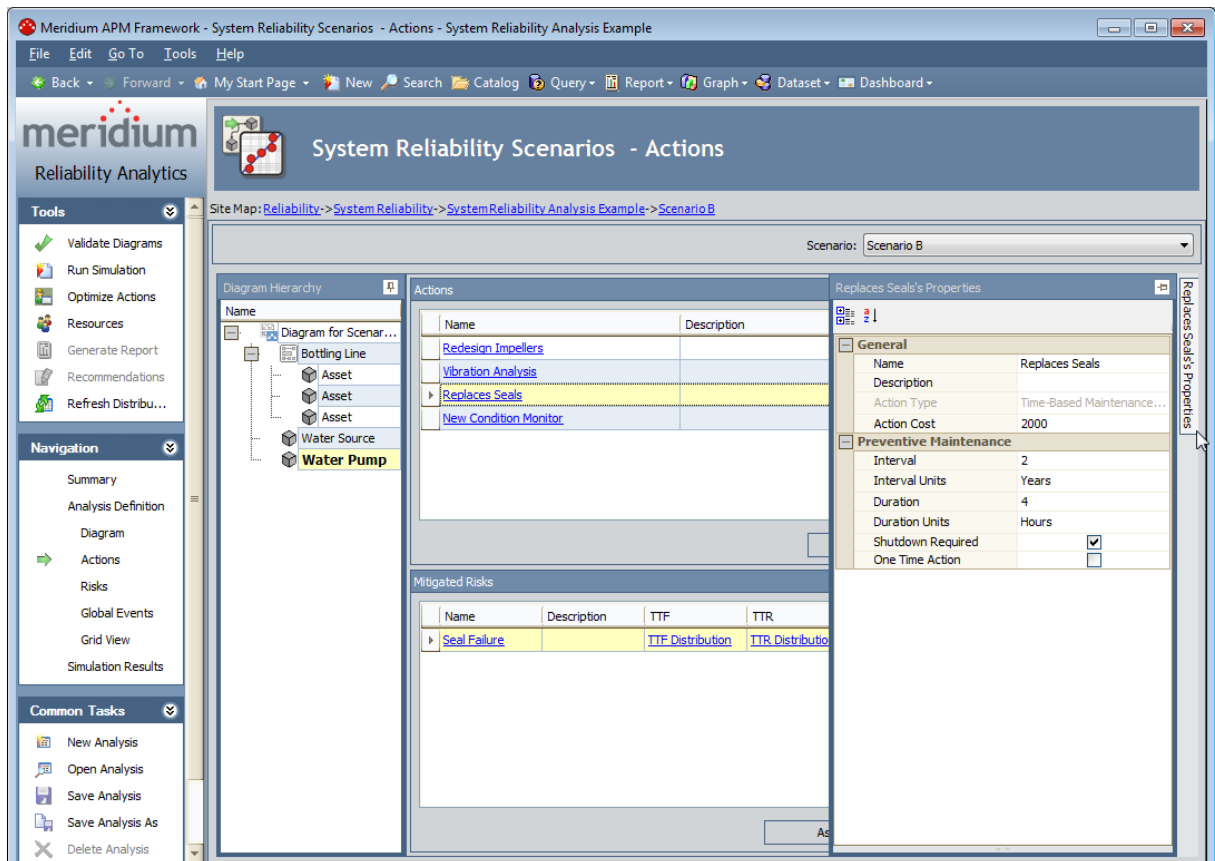 Meridium APM Framework - System Reliability Scenarios - Actions - System Reliability Analysis Example
File Edit Go To Tools Help
Back Forward My Start Page New Search Catalog Query Report Graph Dataset Dashboard
meridium
Reliability Analytics
System Reliability Scenarios - Actions
Site Map: Reliability->System Reliability->System Reliability Analysis Example->Scenario B
Scenario: Scenario B
Tools
Validate Diagrams
Run Simulation
Optimize Actions
Resources
Generate Report
Recommendations
Refresh Distribu...
Navigation
Summary
Analysis Definition
Diagram
Actions
Risks
Global Events
Grid View
Simulation Results
Common Tasks
New Analysis
Open Analysis
Save Analysis
Save Analysis As
Delete Analysis
Diagram Hierarchy
Name
Diagram for Scenar...
Bottling Line
Asset
Asset
Asset
Water Source
Water Pump
Actions
Name Description
Redesign Impellers
Vibration Analysis
Replaces Seals
New Condition Monitor
Mitigated Risks
Name Description TTF TTR
Seal Failure TTF Distribution TTR Distributio
As
Replaces Seals's Properties
General
Name Replaces Seals
Description
Action Type Time-Based Maintenance...
Action Cost 2000
Preventive Maintenance
Interval 2
Interval Units Years
Duration 4
Duration Units Hours
Shutdown Required
One Time Action
Replaces Seals's Properties